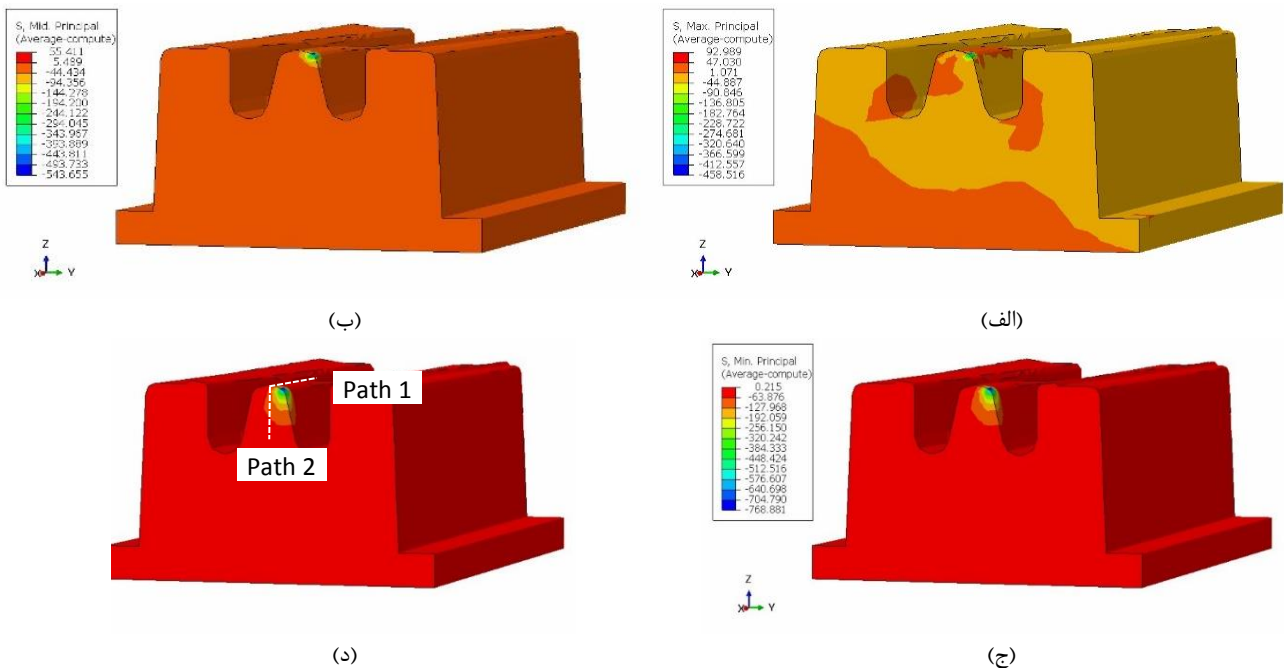 S, Mid. Principal
(Average-compute)
55.411
5.489
-44.434
-94.356
-144.278
-194.200
-244.122
-294.045
-343.967
-393.889
-443.811
-493.733
-543.655
Z
X
Y
(ب)
S, Max. Principal
(Average-compute)
92.989
47.030
1.071
-44.887
-90.846
-136.805
-182.764
-228.722
-274.681
-320.640
-366.599
-412.557
-458.516
Z
X
Y
(الف)
Path 1
Path 2
(د)
S, Min. Principal
(Average-compute)
0.215
-63.876
-127.968
-192.059
-256.150
-320.242
-384.333
-448.424
-512.516
-576.607
-640.698
-704.790
-768.881
Z
X
Y
(ج)